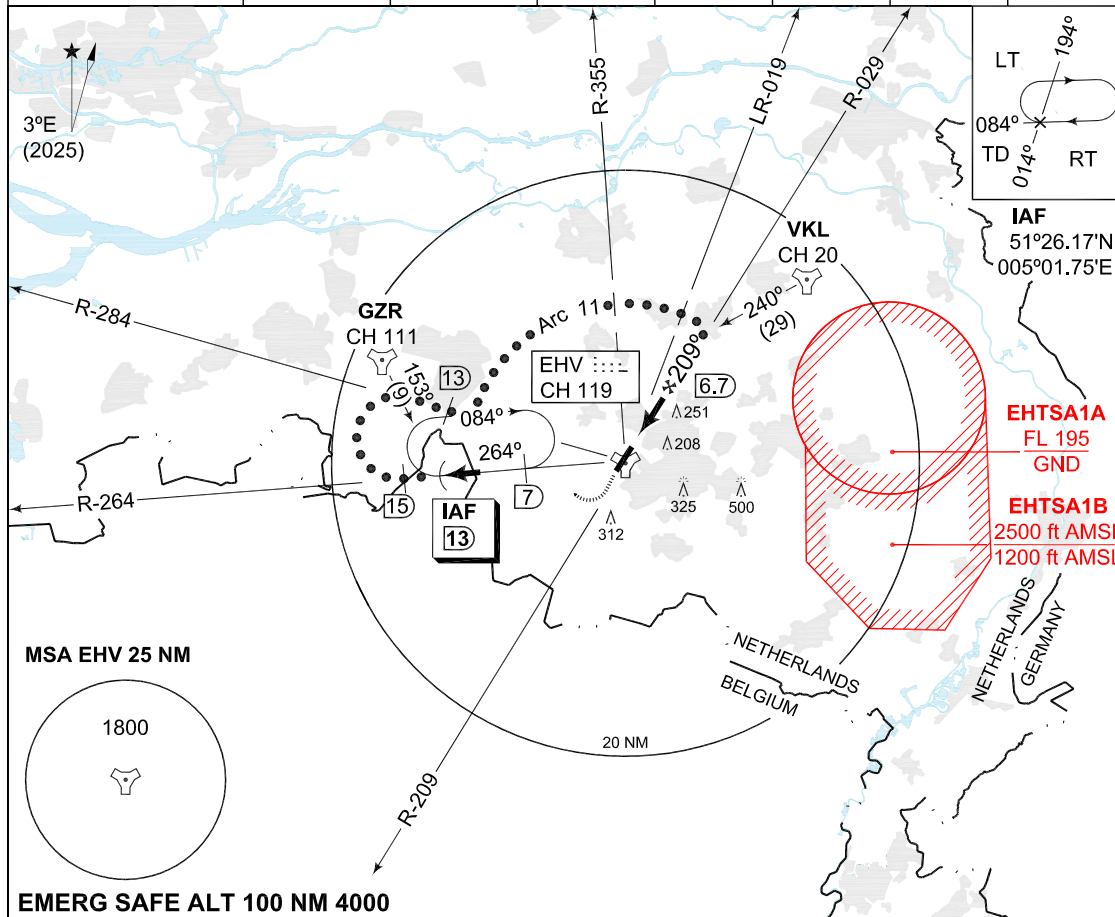 3ºE
(2025)
R-355
LR-019
R-029
LT
194º
084º
TD
014º
RT
IAF
51º26.17'N
005º01.75'E
VKL
CH 20
240º
(29)
R-284
GZR
CH 111
153º
(9)
13
Arc 11
EHV
CH 119
209º
6.7
251
208
084º
264º
R-264
15
IAF
13
7
312
325
500
EHTSA1A
FL 195
GND
EHTSA1B
2500 ft AMSL
1200 ft AMSL
NETHERLANDS
GERMANY
NETHERLANDS
BELGIUM
MSA EHV 25 NM
1800
20 NM
R-209
EMERG SAFE ALT 100 NM 4000